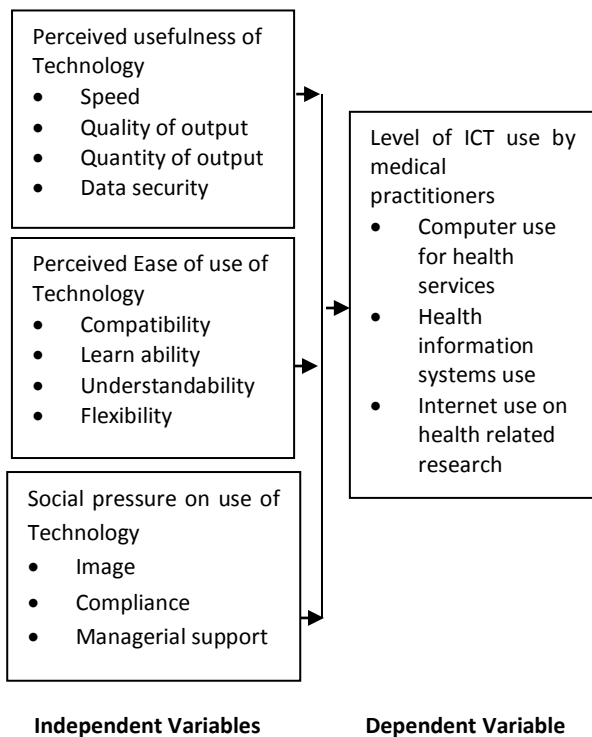 Perceived usefulness of
Technology
• Speed
• Quality of output
• Quantity of output
• Data security
Perceived Ease of use of
Technology
• Compatibility
• Learn ability
• Understandability
• Flexibility
Social pressure on use of
Technology
• Image
• Compliance
• Managerial support
Level of ICT use by
medical
practitioners
• Computer use
for health
services
• Health
information
systems use
• Internet use on
health related
research
Independent Variables
Dependent Variable